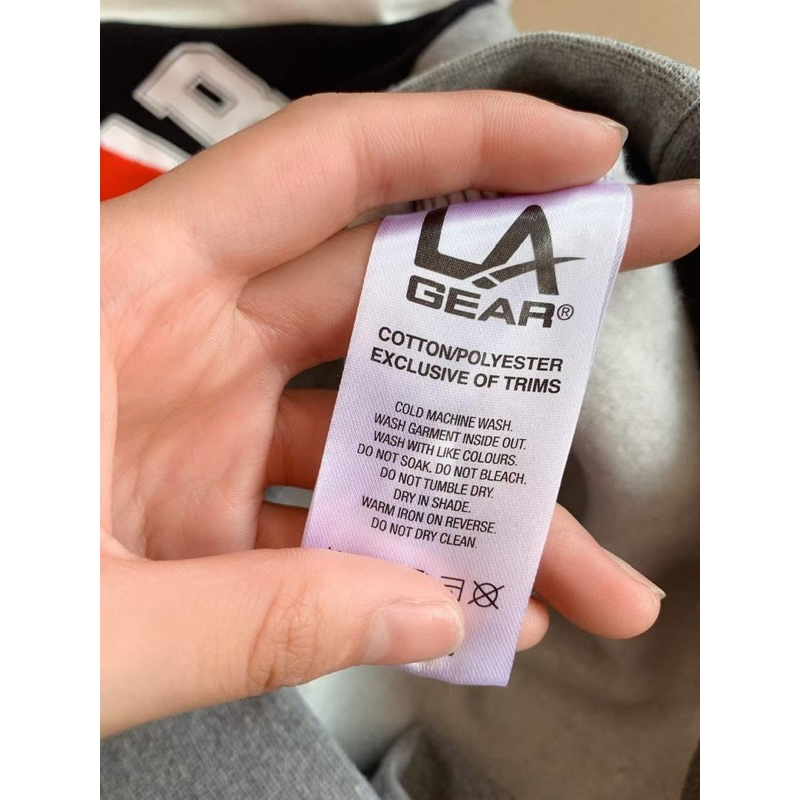 LA
GEAR®
COTTON/POLYESTER
EXCLUSIVE OF TRIMS
COLD MACHINE WASH.
WASH GARMENT INSIDE OUT.
WASH WITH LIKE COLOURS.
DO NOT SOAK. DO NOT BLEACH.
DO NOT TUMBLE DRY.
DRY IN SHADE.
WARM IRON ON REVERSE.
DO NOT DRY CLEAN.